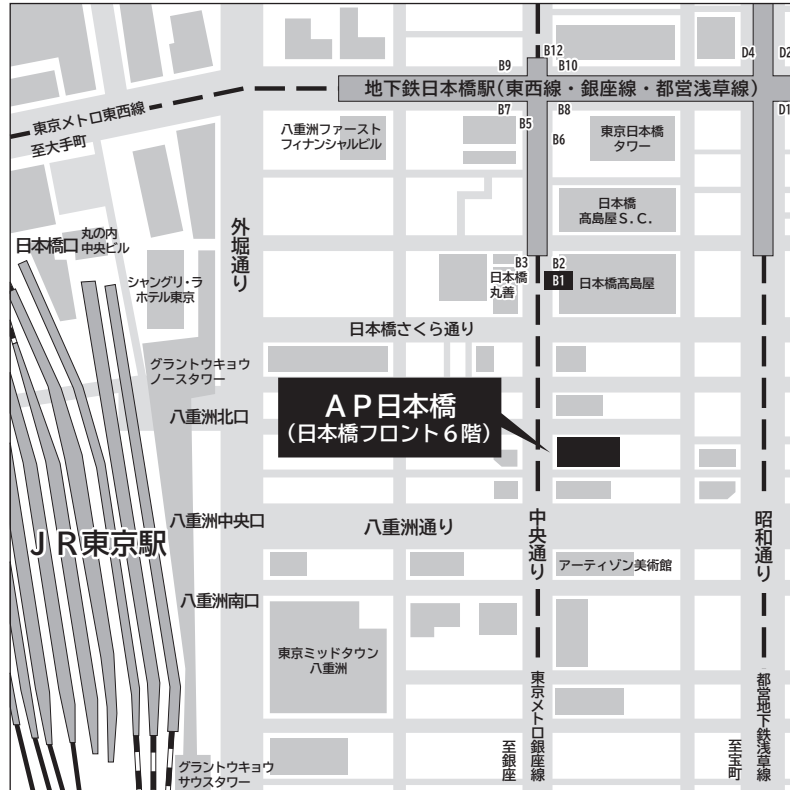 B12
B9
B10
D4
D2
地下鉄日本橋駅(東西線・銀座線・都営浅草線)
B7
B5
B8
B6
D1
東京メトロ東西線
至大手町
八重洲ファースト
フィナンシャルビル
東京日本橋
タワー
日本橋
髙島屋S.C.
外堀通り
日本橋口
丸の内
中央ビル
シャングリ・ラ
ホテル東京
B3
B2
B1
日本橋
丸善
日本橋髙島屋
日本橋さくら通り
グラントウキョウ
ノースタワー
AP日本橋
(日本橋フロント6階)
八重洲北口
八重洲中央口
八重洲通り
中央通り
昭和通り
JR東京駅
アーティゾン美術館
八重洲南口
東京ミッドタウン
八重洲
東京メトロ銀座線
至銀座
都営地下鉄浅草線
至宝町
グラントウキョウ
サウスタワー